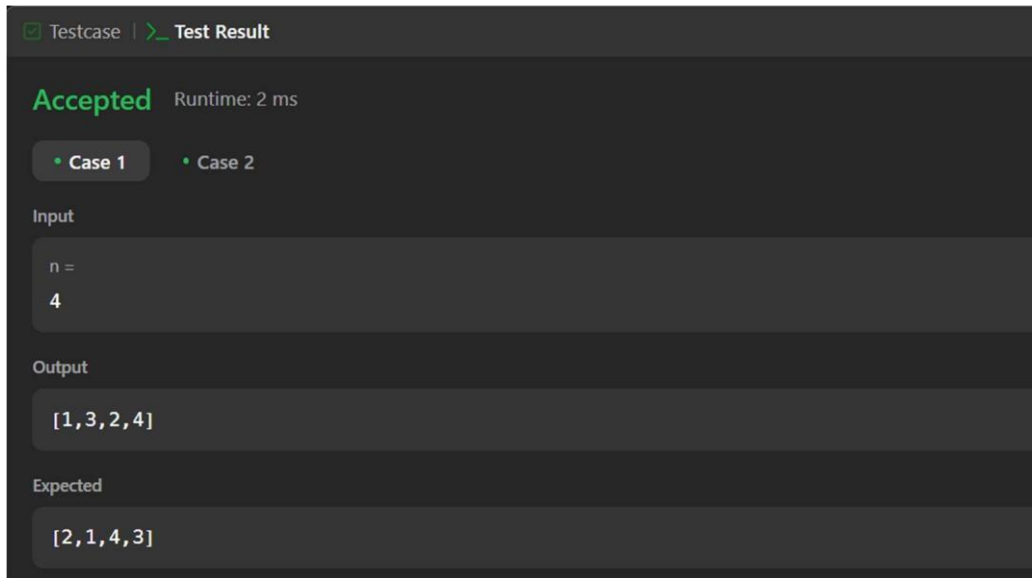 Testcase | >_ Test Result
Accepted Runtime: 2 ms
• Case 1 • Case 2
Input
n =
4
Output
[1,3,2,4]
Expected
[2,1,4,3]